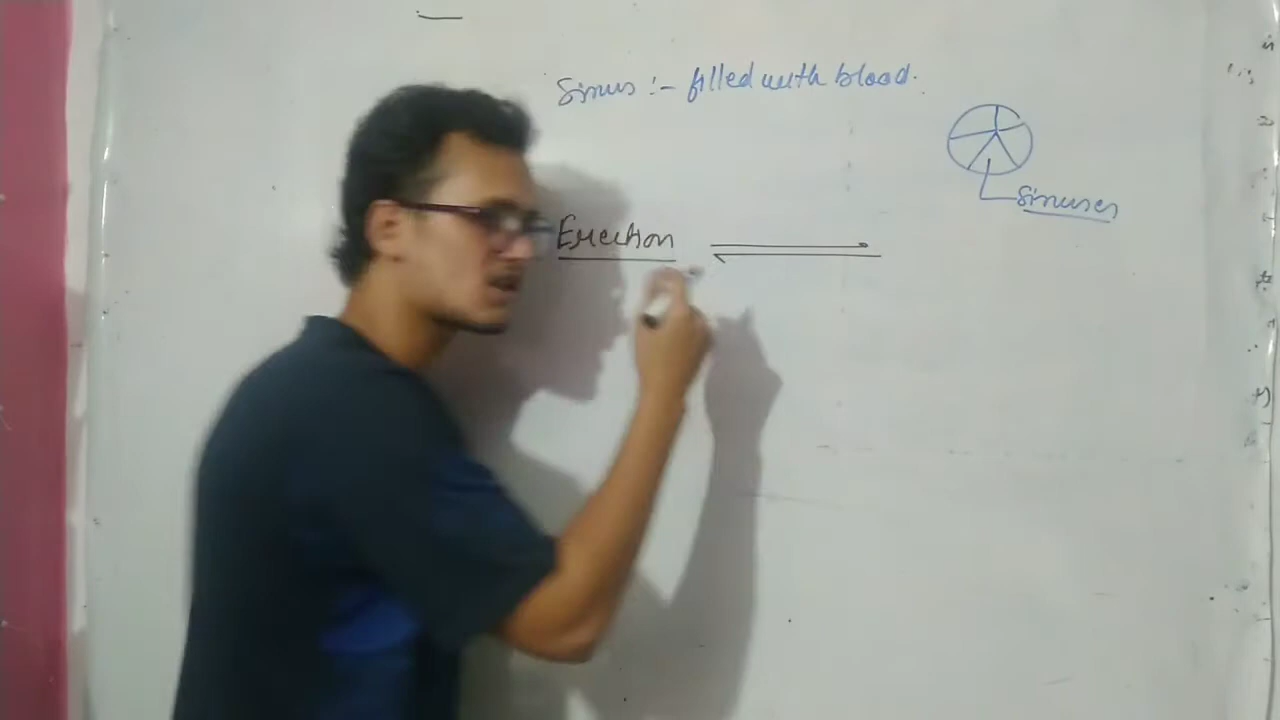 Sinus :- filled with blood.
Sinuses
Erection